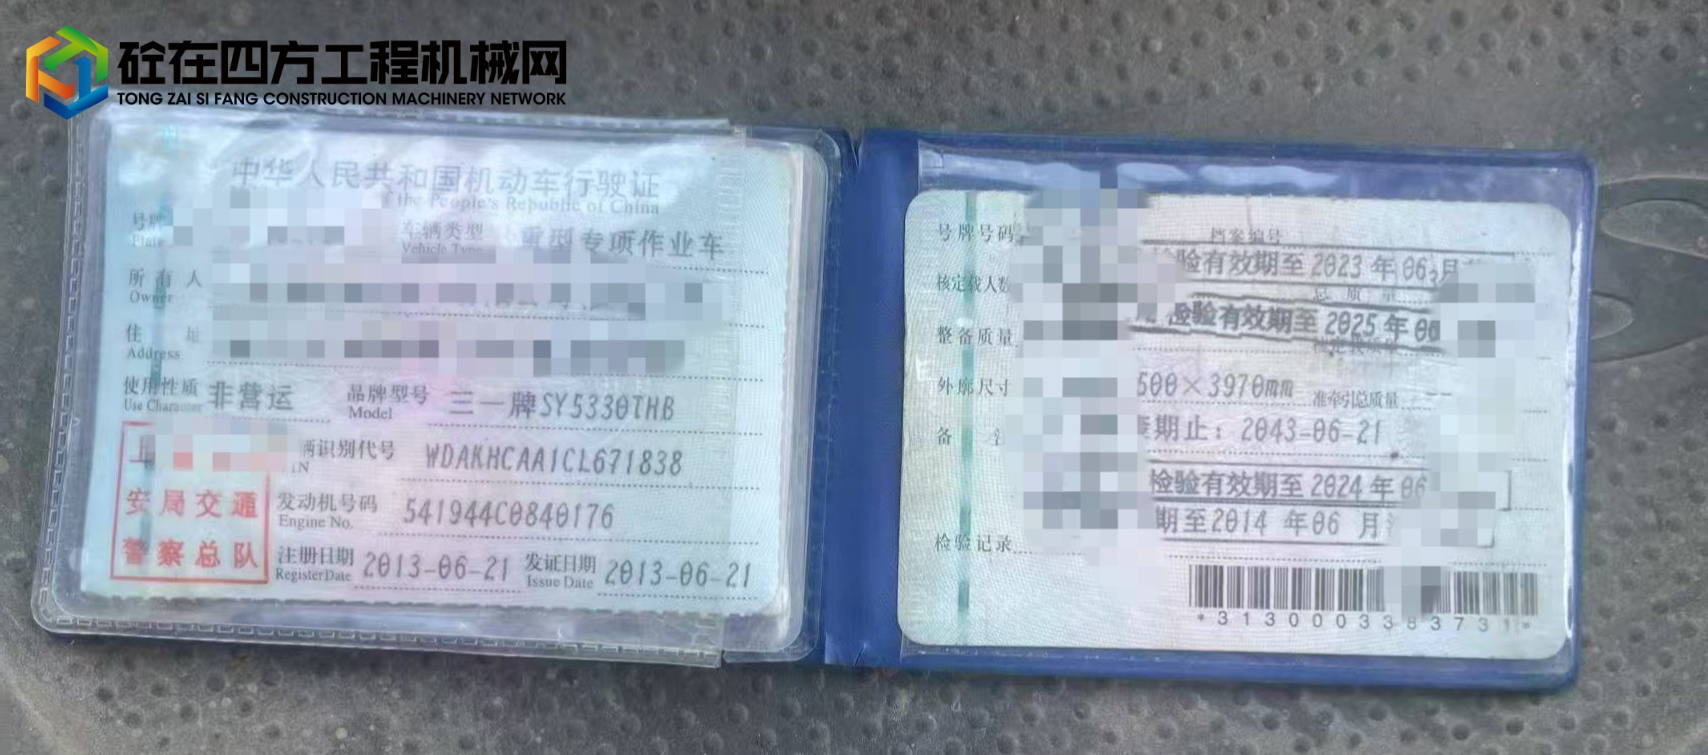 砼在四方工程机械网
TONG ZAI SI FANG CONSTRUCTION MACHINERY NETWORK
中华人民共和国机动车行驶证
the People's Republic of China
号牌 车辆类型 重型专项作业车
Plate Vehicle Type
所有人
Owner
住址
Address
使用性质 非营运 品牌型号 三一牌SY5330THB
Use Character Model
辆识别代号 WDAKHCAA1CL671838
IN
安局交通
警察总队
发动机号码 541944C0840176
Engine No.
注册日期 2013-06-21 发证日期 2013-06-21
Register Date Issue Date
号牌号码 档案编号
检验有效期至2023年06月
核定载人数
总质量
检验有效期至2025年06
整备质量
外廓尺寸 500×3970mm 准牵引总质量 --
备注 期止：2043-06-21
检验有效期至2024年06
期至2014年06月
检验记录
*3130003383731*